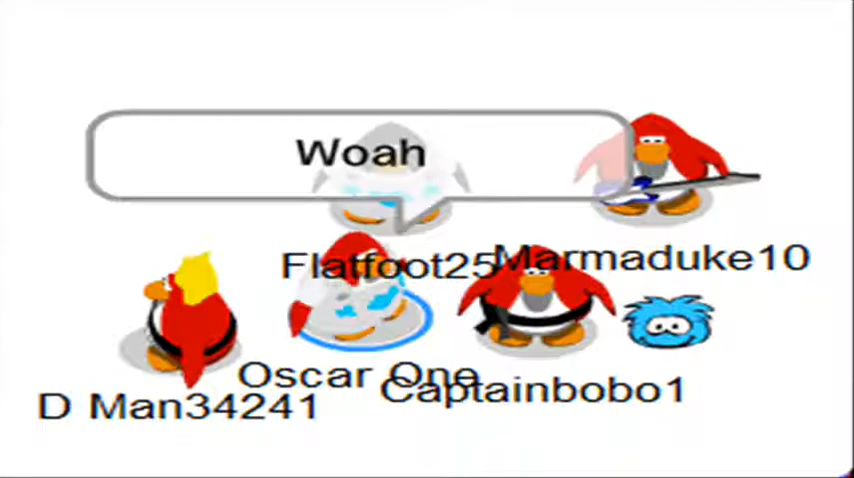 Woah
Flatfoot25
Marmaduke10
Oscar One
Captainbobo1
D Man34241